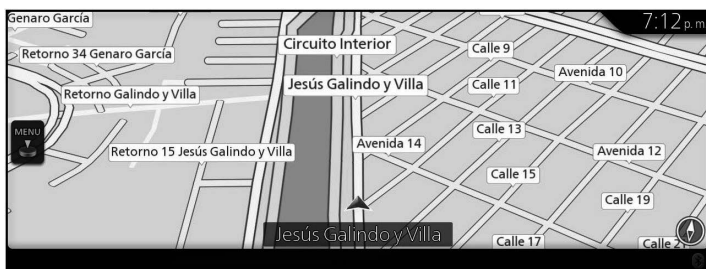 Genaro García
7:12 p. m.
Retorno 34 Genaro García
Circuito Interior
Calle 9
Avenida 10
Jesús Galindo y Villa
Calle 11
Retorno Galindo y Villa
MENU
Calle 13
Avenida 14
Retorno 15 Jesús Galindo y Villa
Avenida 12
Calle 15
Calle 19
Jesús Galindo y Villa
Calle 17
Calle 2